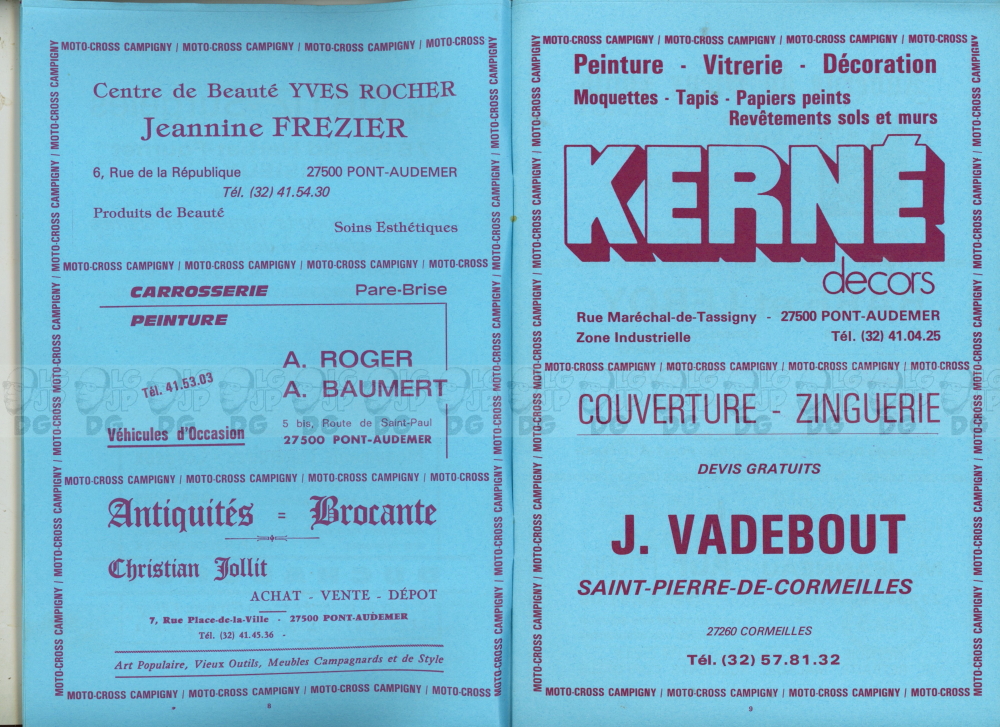 MOTO-CROSS CAMPIGNY / MOTO-CROSS CAMPIGNY / MOTO-CROSS CAMPIGNY / MOTO-CROSS
Centre de Beauté YVES ROCHER
Jeannine FREZIER
6, Rue de la République 27500 PONT-AUDEMER
Tél. (32) 41.54.30
Produits de Beauté
Soins Esthétiques
MOTO-CROSS CAMPIGNY / MOTO-CROSS CAMPIGNY / MOTO-CROSS CAMPIGNY / MOTO-CROSS
CARROSSERIE Pare-Brise
PEINTURE
A. ROGER
Tél. 41.53.03
A. BAUMERT
5 bis, Route de Saint-Paul
Véhicules d'Occasion
27500 PONT-AUDEMER
MOTO-CROSS CAMPIGNY / MOTO-CROSS CAMPIGNY / MOTO-CROSS CAMPIGNY / MOTO-CROSS
Antiquités = Brocante
Christian Jollit
ACHAT - VENTE - DÉPOT
7, Rue Place-de-la-Ville - 27500 PONT-AUDEMER
Tél. (32) 41.45.36 -
Art Populaire, Vieux Outils, Meubles Campagnards et de Style
MOTO-CROSS CAMPIGNY / MOTO-CROSS CAMPIGNY / MOTO-CROSS CAMPIGNY / MOTO-CROSS
8
MOTO-CROSS CAMPIGNY / MOTO-CROSS CAMPIGNY / MOTO-CROSS CAMPIGNY / MOTO-CROSS
Peinture - Vitrerie - Décoration
Moquettes - Tapis - Papiers peints
Revêtements sols et murs
KERNÉ
decors
Rue Maréchal-de-Tassigny - 27500 PONT-AUDEMER
Zone Industrielle Tél. (32) 41.04.25
MOTO-CROSS CAMPIGNY / MOTO-CROSS CAMPIGNY / MOTO-CROSS CAMPIGNY / MOTO-CROSS
COUVERTURE - ZINGUERIE
DEVIS GRATUITS
J. VADEBOUT
SAINT-PIERRE-DE-CORMEILLES
27260 CORMEILLES
Tél. (32) 57.81.32
MOTO-CROSS CAMPIGNY / MOTO-CROSS CAMPIGNY / MOTO-CROSS CAMPIGNY / MOTO-CROSS
9